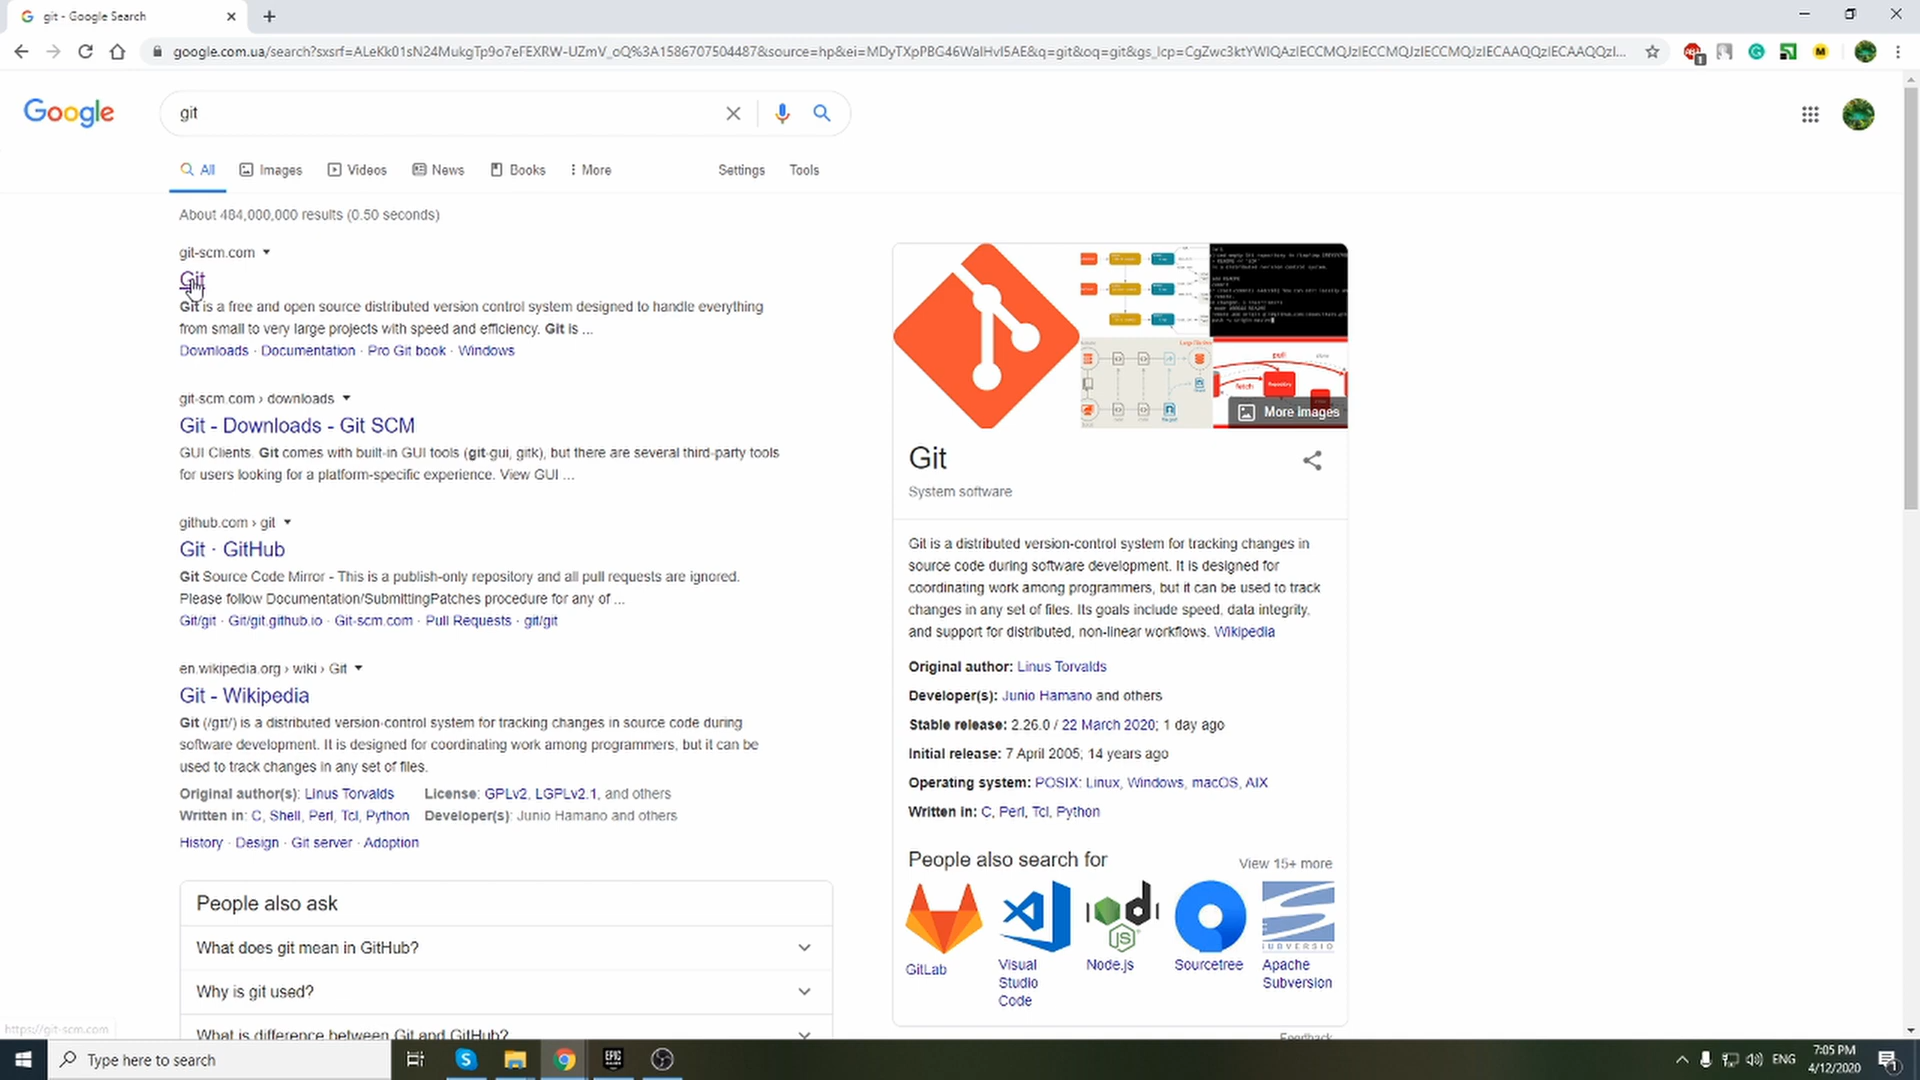 git - Google Search
google.com.ua/search?sxsrf=ALeKk01sN24MukgTp9o7eFEXRW-UZmV_oQ%3A1586707504487&source=hp&ei=MDyTXpPBG46WaIHvI5AE&q=git&oq=git&gs_lcp=CgZwc3ktYWIQAzIECCMQJzIECCMQJzIECCMQJzIECAAQQzIECAAQQzI...
Google
git
All Images Videos News Books More Settings Tools
About 484,000,000 results (0.50 seconds)
git-scm.com
Git
Git is a free and open source distributed version control system designed to handle everything
from small to very large projects with speed and efficiency. Git is ...
Downloads · Documentation · Pro Git book · Windows
git-scm.com › downloads
Git - Downloads - Git SCM
GUI Clients. Git comes with built-in GUI tools (git-gui, gitk), but there are several third-party tools
for users looking for a platform-specific experience. View GUI ...
github.com › git
Git · GitHub
Git Source Code Mirror - This is a publish-only repository and all pull requests are ignored.
Please follow Documentation/SubmittingPatches procedure for any of ...
Git/git · Git/git.github.io · Git-scm.com · Pull Requests · git/git
en.wikipedia.org › wiki › Git
Git - Wikipedia
Git (/ɡɪt/) is a distributed version-control system for tracking changes in source code during
software development. It is designed for coordinating work among programmers, but it can be
used to track changes in any set of files.
Original author(s): Linus Torvalds License: GPLv2, LGPLv2.1, and others
Written in: C, Shell, Perl, Tcl, Python Developer(s): Junio Hamano and others
History · Design · Git server · Adoption
People also ask
What does git mean in GitHub?
Why is git used?
What is difference between Git and GitHub?
pull
fetch
Repository
More images
Git
System software
Git is a distributed version-control system for tracking changes in
source code during software development. It is designed for
coordinating work among programmers, but it can be used to track
changes in any set of files. Its goals include speed, data integrity,
and support for distributed, non-linear workflows. Wikipedia
Original author: Linus Torvalds
Developer(s): Junio Hamano and others
Stable release: 2.26.0 / 22 March 2020; 1 day ago
Initial release: 7 April 2005; 14 years ago
Operating system: POSIX: Linux, Windows, macOS, AIX
Written in: C, Perl, Tcl, Python
People also search for View 15+ more
JS
SUBVERSIO
GitLab
Visual
Studio
Code
Node.js
Sourcetree
Apache
Subversion
Feedback
https://git-scm.com
Type here to search
EPIC
ENG
7:05 PM
4/12/2020